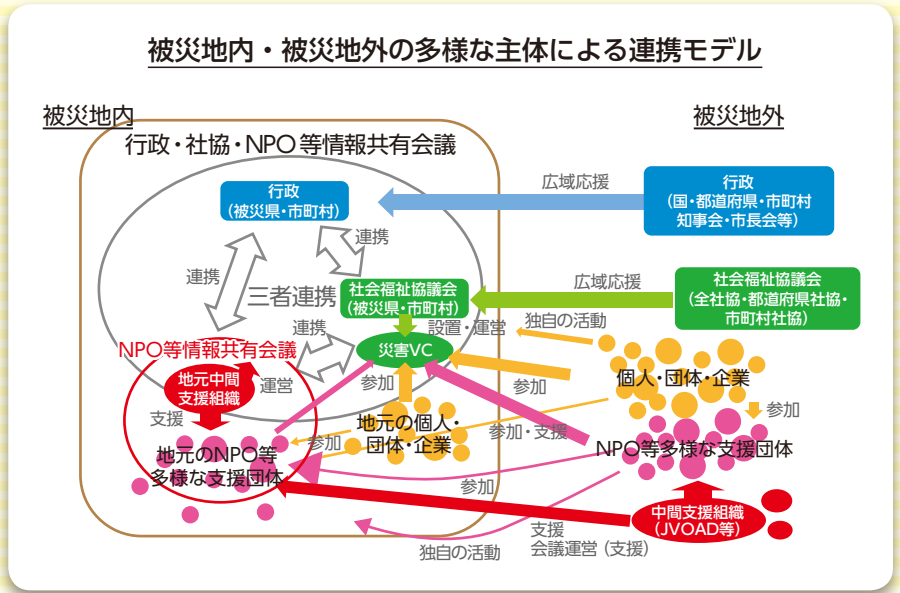 被災地内・被災地外の多様な主体による連携モデル
被災地内
被災地外
行政・社協・NPO等情報共有会議
行政
（被災県・市町村）
広域応援
行政
（国・都道府県・市町村
知事会・市長会等）
連携
連携
三者連携
社会福祉協議会
（被災県・市町村）
広域応援
社会福祉協議会
（全社協・都道府県社協・
市町村社協）
連携
設置・運営
独自の活動
NPO等情報共有会議
災害VC
地元中間
支援組織
運営
参加
参加
個人・団体・企業
支援
参加
地元の個人・
団体・企業
参加
参加・支援
地元のNPO等
多様な支援団体
NPO等多様な支援団体
参加
中間支援組織
（JVOAD等）
支援
会議運営（支援）
独自の活動